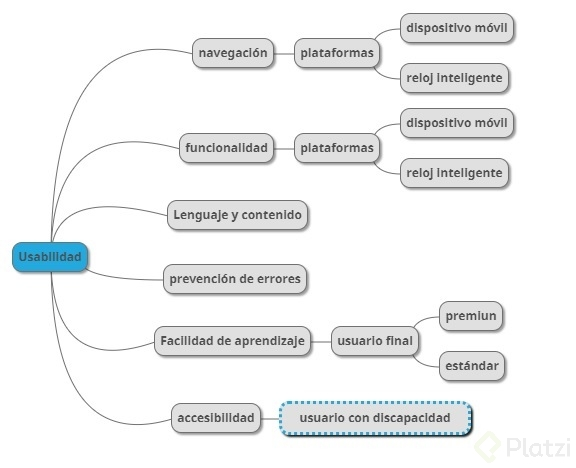 dispositivo móvil
navegación
plataformas
reloj inteligente
dispositivo móvil
funcionalidad
plataformas
reloj inteligente
Lenguaje y contenido
Usabilidad
prevención de errores
premiun
Facilidad de aprendizaje
usuario final
estándar
accesibilidad
usuario con discapacidad
Platzi